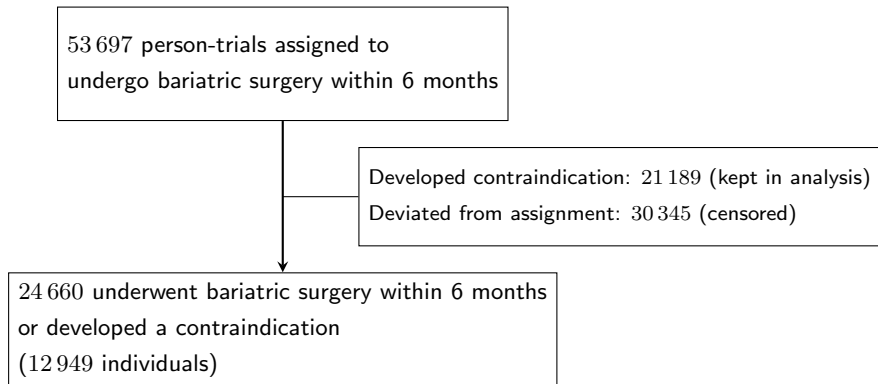 53 697 person-trials assigned to
undergo bariatric surgery within 6 months
Developed contraindication: 21 189 (kept in analysis)
Deviated from assignment: 30 345 (censored)
24 660 underwent bariatric surgery within 6 months
or developed a contraindication
(12 949 individuals)